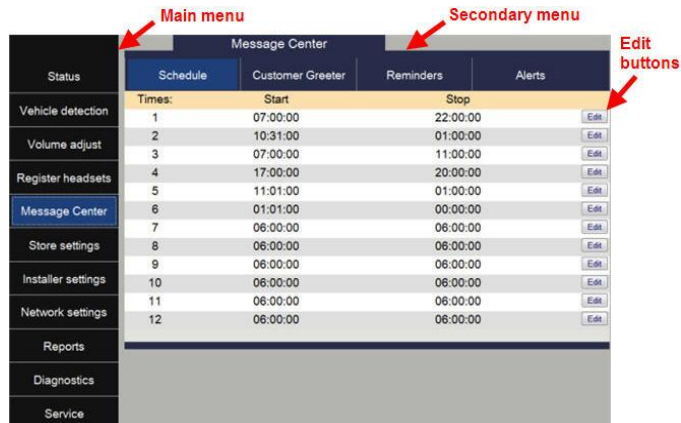 Main menu
Secondary menu
Edit
buttons
Message Center
Status
Vehicle detection
Volume adjust
Register headsets
Message Center
Store settings
Installer settings
Network settings
Reports
Diagnostics
Service
Schedule Customer Greeter Reminders Alerts
Times: Start Stop
1 07:00:00 22:00:00 Edit
2 10:31:00 01:00:00 Edit
3 07:00:00 11:00:00 Edit
4 17:00:00 20:00:00 Edit
5 11:01:00 01:00:00 Edit
6 01:01:00 00:00:00 Edit
7 06:00:00 06:00:00 Edit
8 06:00:00 06:00:00 Edit
9 06:00:00 06:00:00 Edit
10 06:00:00 06:00:00 Edit
11 06:00:00 06:00:00 Edit
12 06:00:00 06:00:00 Edit